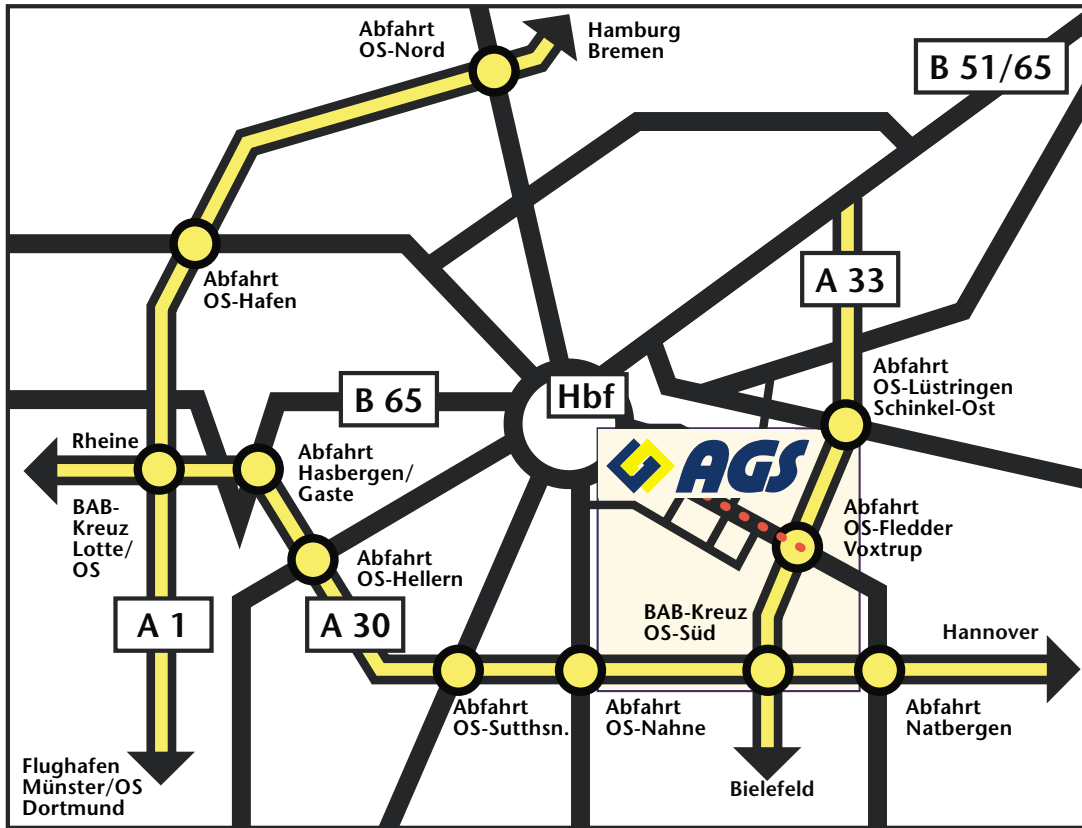 Abfahrt
OS-Nord
Hamburg
Bremen
B 51/65
Abfahrt
OS-Hafen
A 33
Abfahrt
OS-Lüstringen
Schinkel-Ost
Hbf
B 65
Rheine
Abfahrt
Hasbergen/
Gaste
AGS
BAB-
Kreuz
Lotte/
OS
Abfahrt
OS-Fledder
Voxtrup
Abfahrt
OS-Hellern
A 1
A 30
BAB-Kreuz
OS-Süd
Hannover
Abfahrt
OS-Sutthsn.
Abfahrt
OS-Nahne
Abfahrt
Natbergen
Flughafen
Münster/OS
Dortmund
Bielefeld